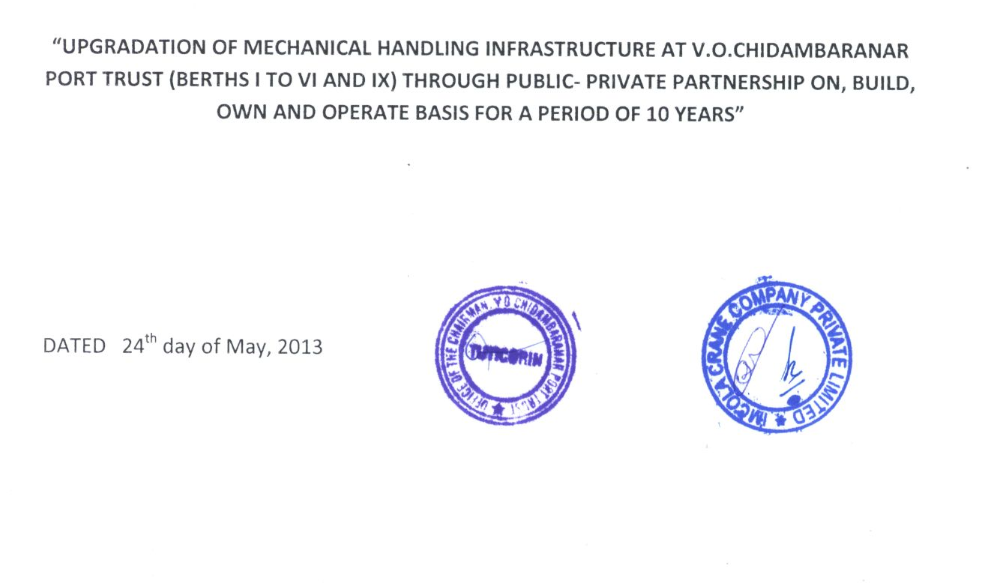 “UPGRADATION OF MECHANICAL HANDLING INFRASTRUCTURE AT V.O.CHIDAMBARANAR
PORT TRUST (BERTHS I TO VI AND IX) THROUGH PUBLIC- PRIVATE PARTNERSHIP ON, BUILD,
OWN AND OPERATE BASIS FOR A PERIOD OF 10 YEARS”
DATED 24th day of May, 2013
OFFICE OF THE CHAIRMAN, V.O CHIDAMBARANAR PORT TRUST
TUTICORIN
IMCOLA CRANE COMPANY PRIVATE LIMITED